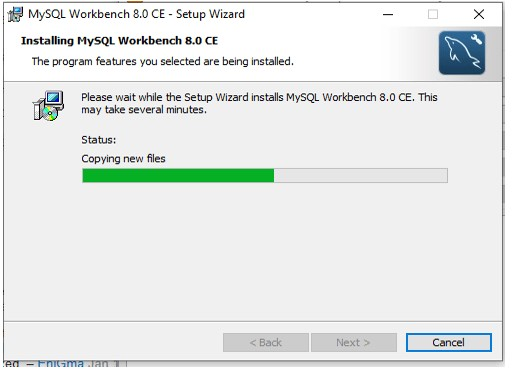 MySQL Workbench 8.0 CE - Setup Wizard
Installing MySQL Workbench 8.0 CE
The program features you selected are being installed.
Please wait while the Setup Wizard installs MySQL Workbench 8.0 CE. This
may take several minutes.
Status:
Copying new files
< Back
Next >
Cancel
– EniGma Jan